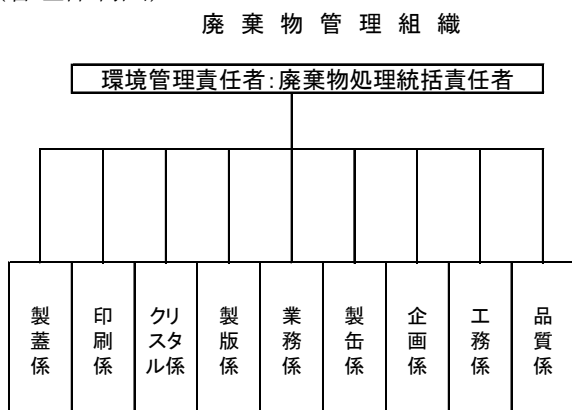 廃棄物管理組織
環境管理責任者:廃棄物処理統括責任者
製蓋係
印刷係
クリスタル係
製版係
業務係
製缶係
企画係
工務係
品質係